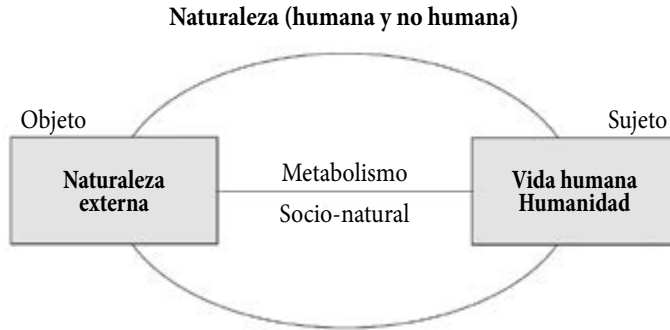 Naturaleza (humana y no humana)
Objeto
Sujeto
Naturaleza
externa
Metabolismo
Socio-natural
Vida humana
Humanidad